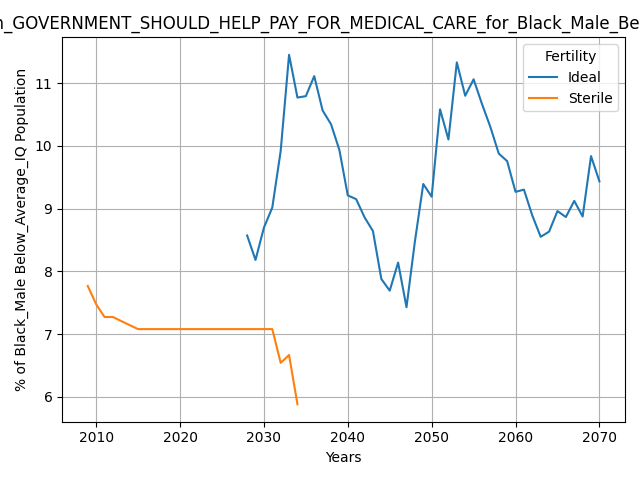 n_GOVERNMENT_SHOULD_HELP_PAY_FOR_MEDICAL_CARE_for_Black_Male_Be
% of Black_Male Below_Average_IQ Population
11
10
9
8
7
6
Fertility
Ideal
Sterile
2010 2020 2030 2040 2050 2060 2070
Years